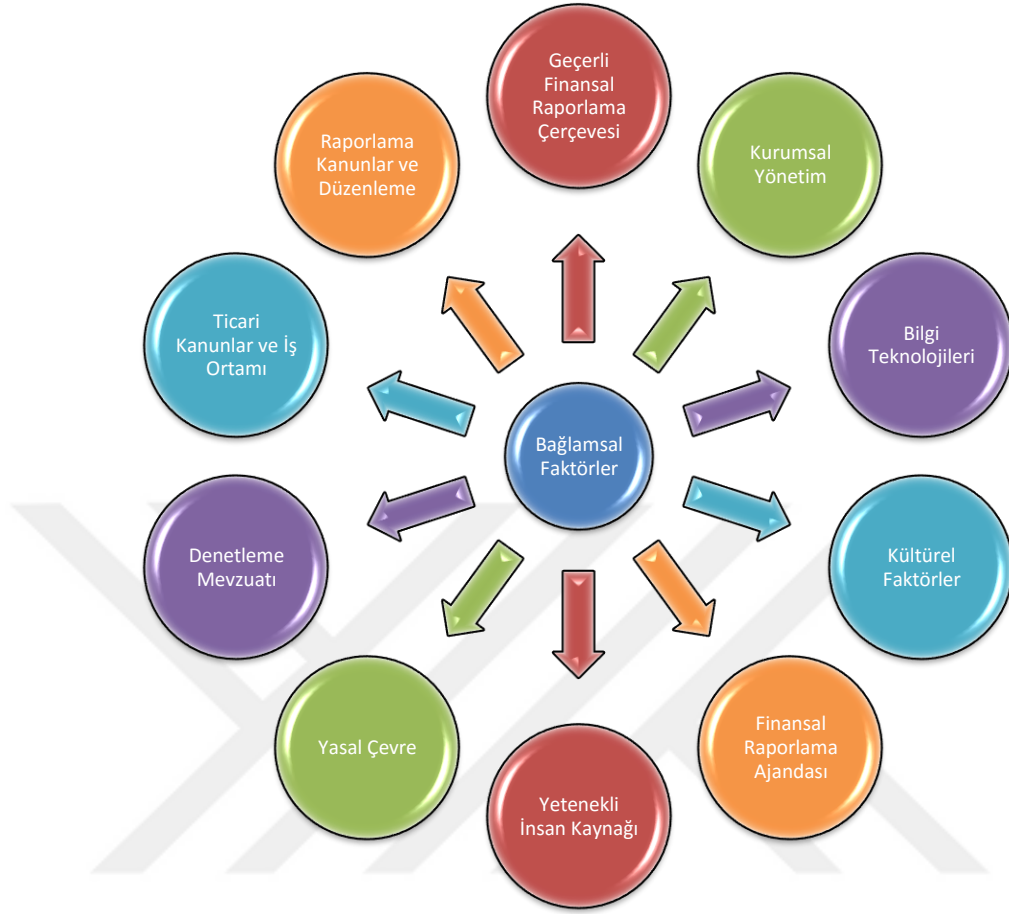 Geçerli
Finansal
Raporlama
Çerçevesi
Kurumsal
Yönetim
Bilgi
Teknolojileri
Kültürel
Faktörler
Finansal
Raporlama
Ajandası
Yetenekli
İnsan Kaynağı
Yasal Çevre
Denetleme
Mevzuatı
Ticari
Kanunlar ve İş
Ortamı
Raporlama
Kanunlar ve
Düzenleme
Bağlamsal
Faktörler